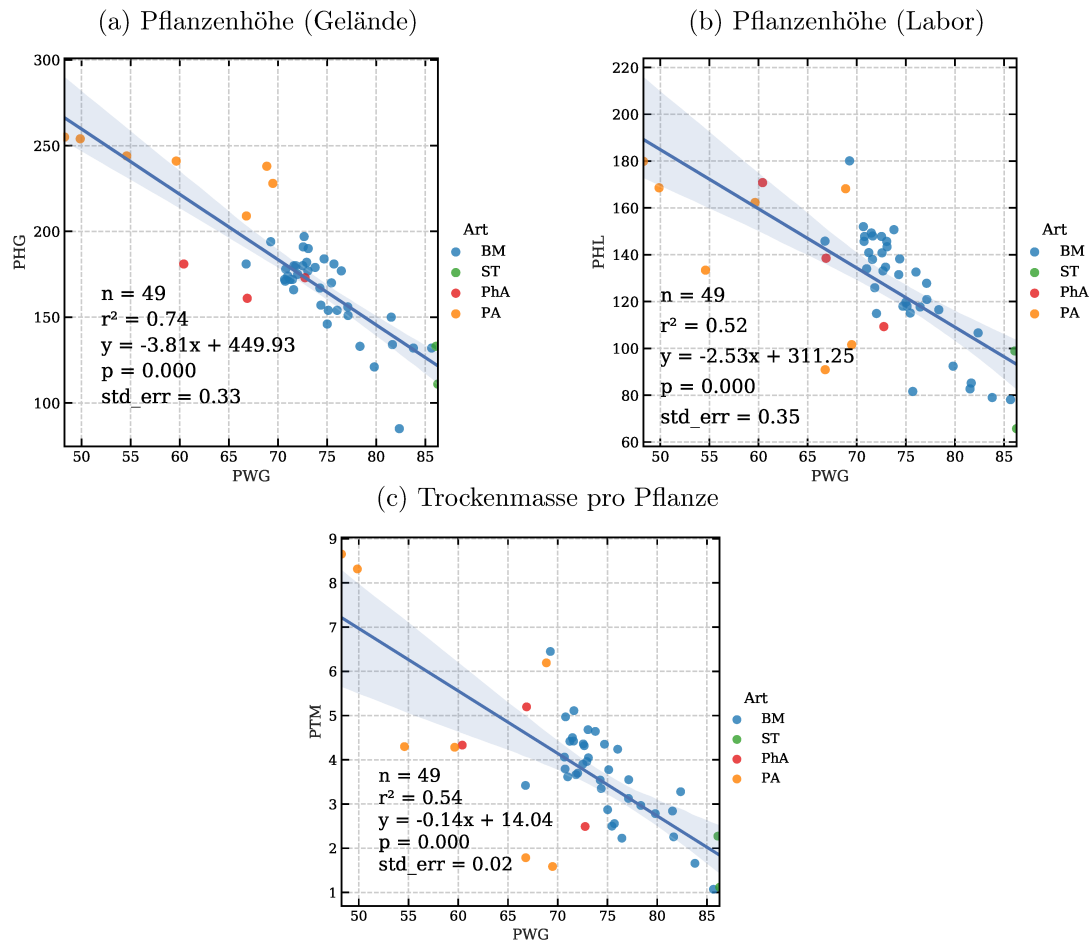 (a) Pflanzenhöhe (Gelände)
300
250
200
150
100
PHG
50
55
60
65
70
75
80
85
PWG
n = 49
r² = 0.74
y = -3.81x + 449.93
p = 0.000
std_err = 0.33
Art
BM
ST
PhA
PA
(b) Pflanzenhöhe (Labor)
220
200
180
160
140
120
100
80
60
PHL
50
55
60
65
70
75
80
85
PWG
n = 49
r² = 0.52
y = -2.53x + 311.25
p = 0.000
std_err = 0.35
Art
BM
ST
PhA
PA
(c) Trockenmasse pro Pflanze
9
8
7
6
5
4
3
2
1
PTM
50
55
60
65
70
75
80
85
PWG
n = 49
r² = 0.54
y = -0.14x + 14.04
p = 0.000
std_err = 0.02
Art
BM
ST
PhA
PA